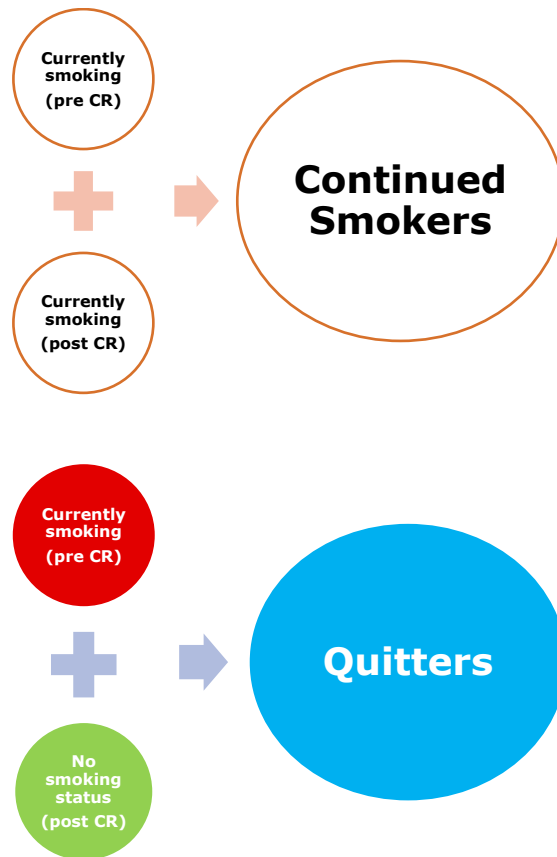 Currently
smoking
(pre CR)
Continued
Smokers
Currently
smoking
(post CR)
Currently
smoking
(pre CR)
Quitters
No
smoking
status
(post CR)